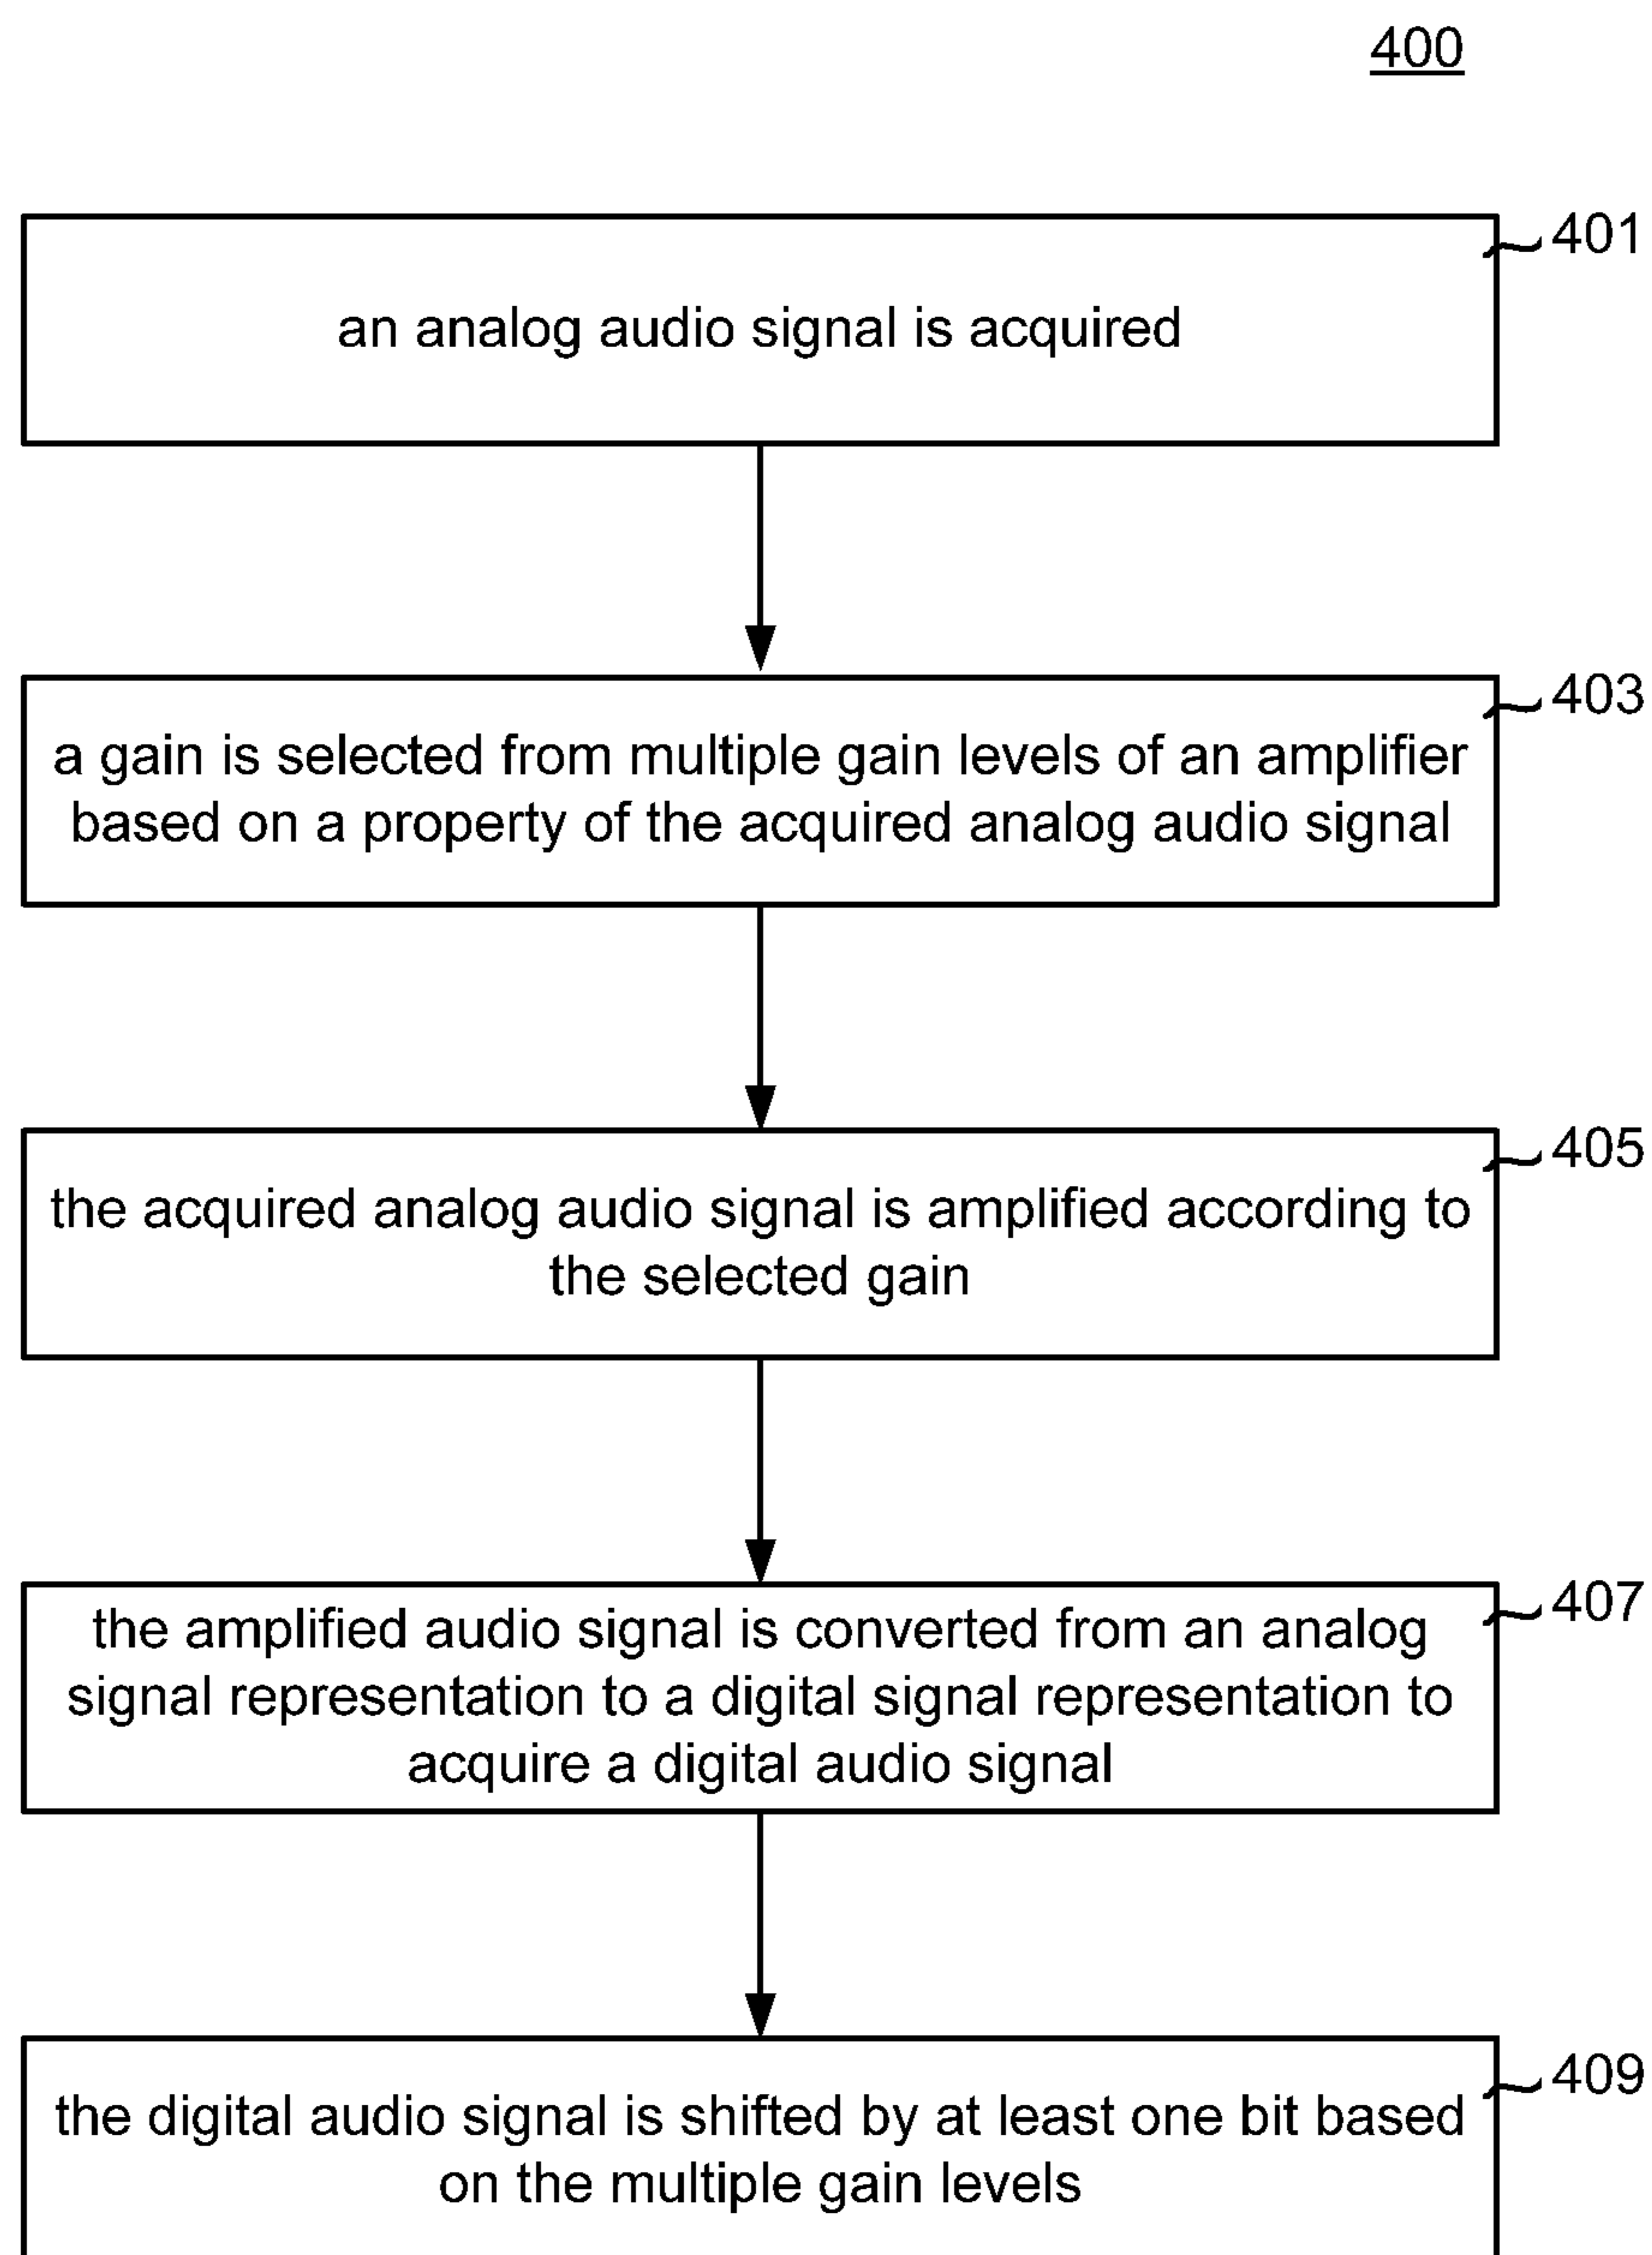 400
401
an analog audio signal is acquired
403
a gain is selected from multiple gain levels of an amplifier
based on a property of the acquired analog audio signal
405
the acquired analog audio signal is amplified according to
the selected gain
407
the amplified audio signal is converted from an analog
signal representation to a digital signal representation to
acquire a digital audio signal
409
the digital audio signal is shifted by at least one bit based
on the multiple gain levels